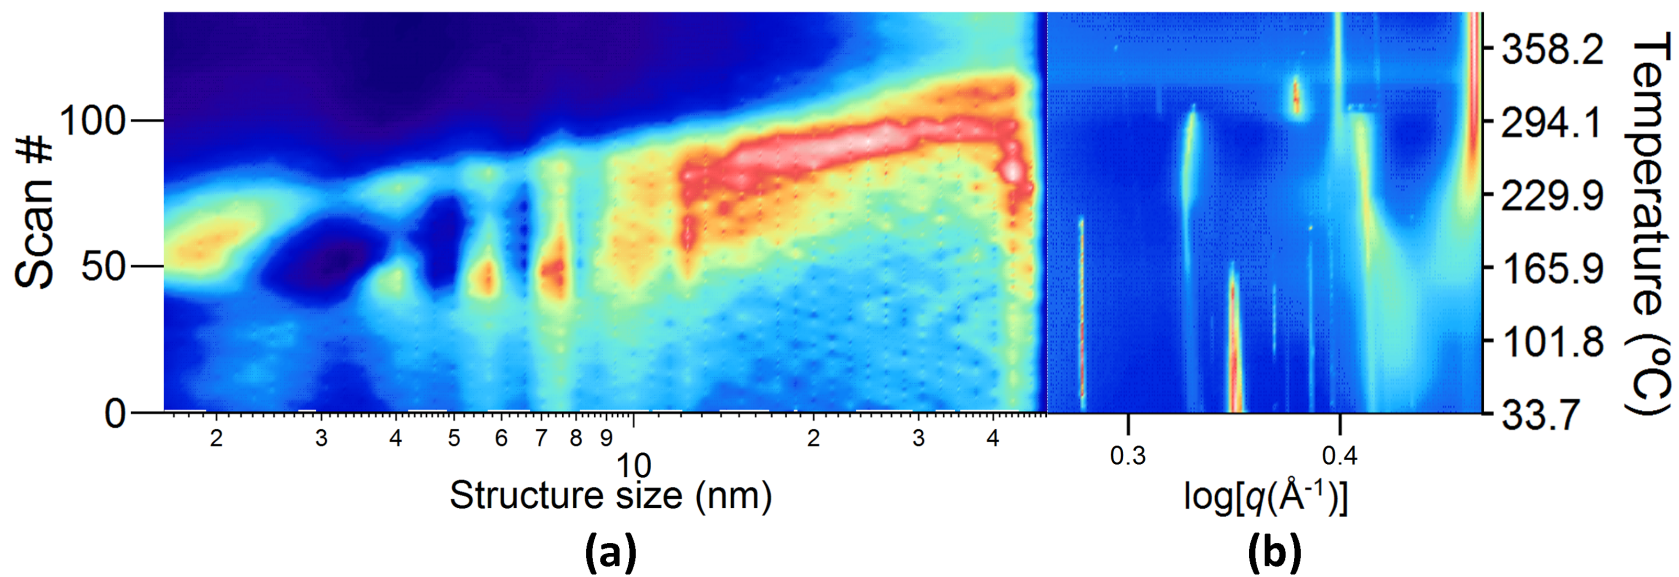 Scan #
100
50
0
2 3 4 5 6 7 8 9 2 3 4
10
Structure size (nm)
(a)
0.3 0.4
log[q(Å-1)]
(b)
358.2
294.1
229.9
165.9
101.8
33.7
Temperature (ºC)